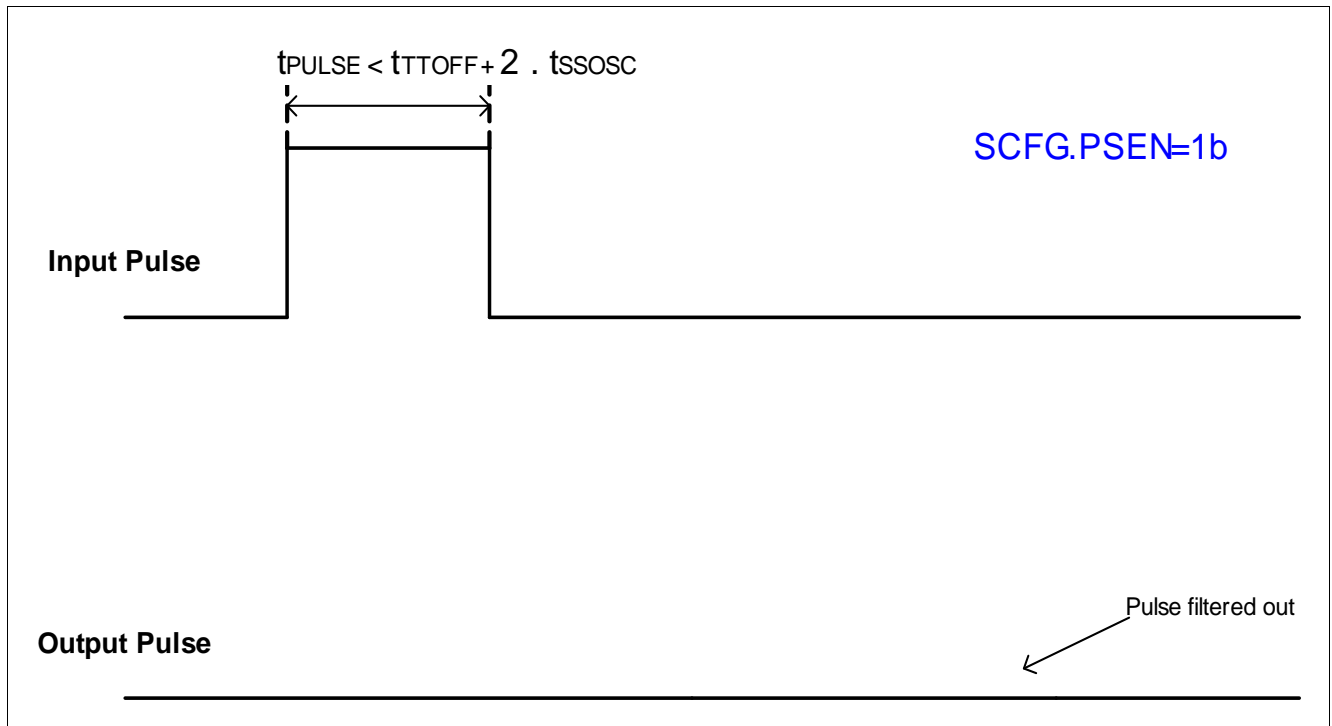 tPULSE < tTTOFF + 2 . tSSOSC
SCFG.PSEN=1b
Input Pulse
Pulse filtered out
Output Pulse